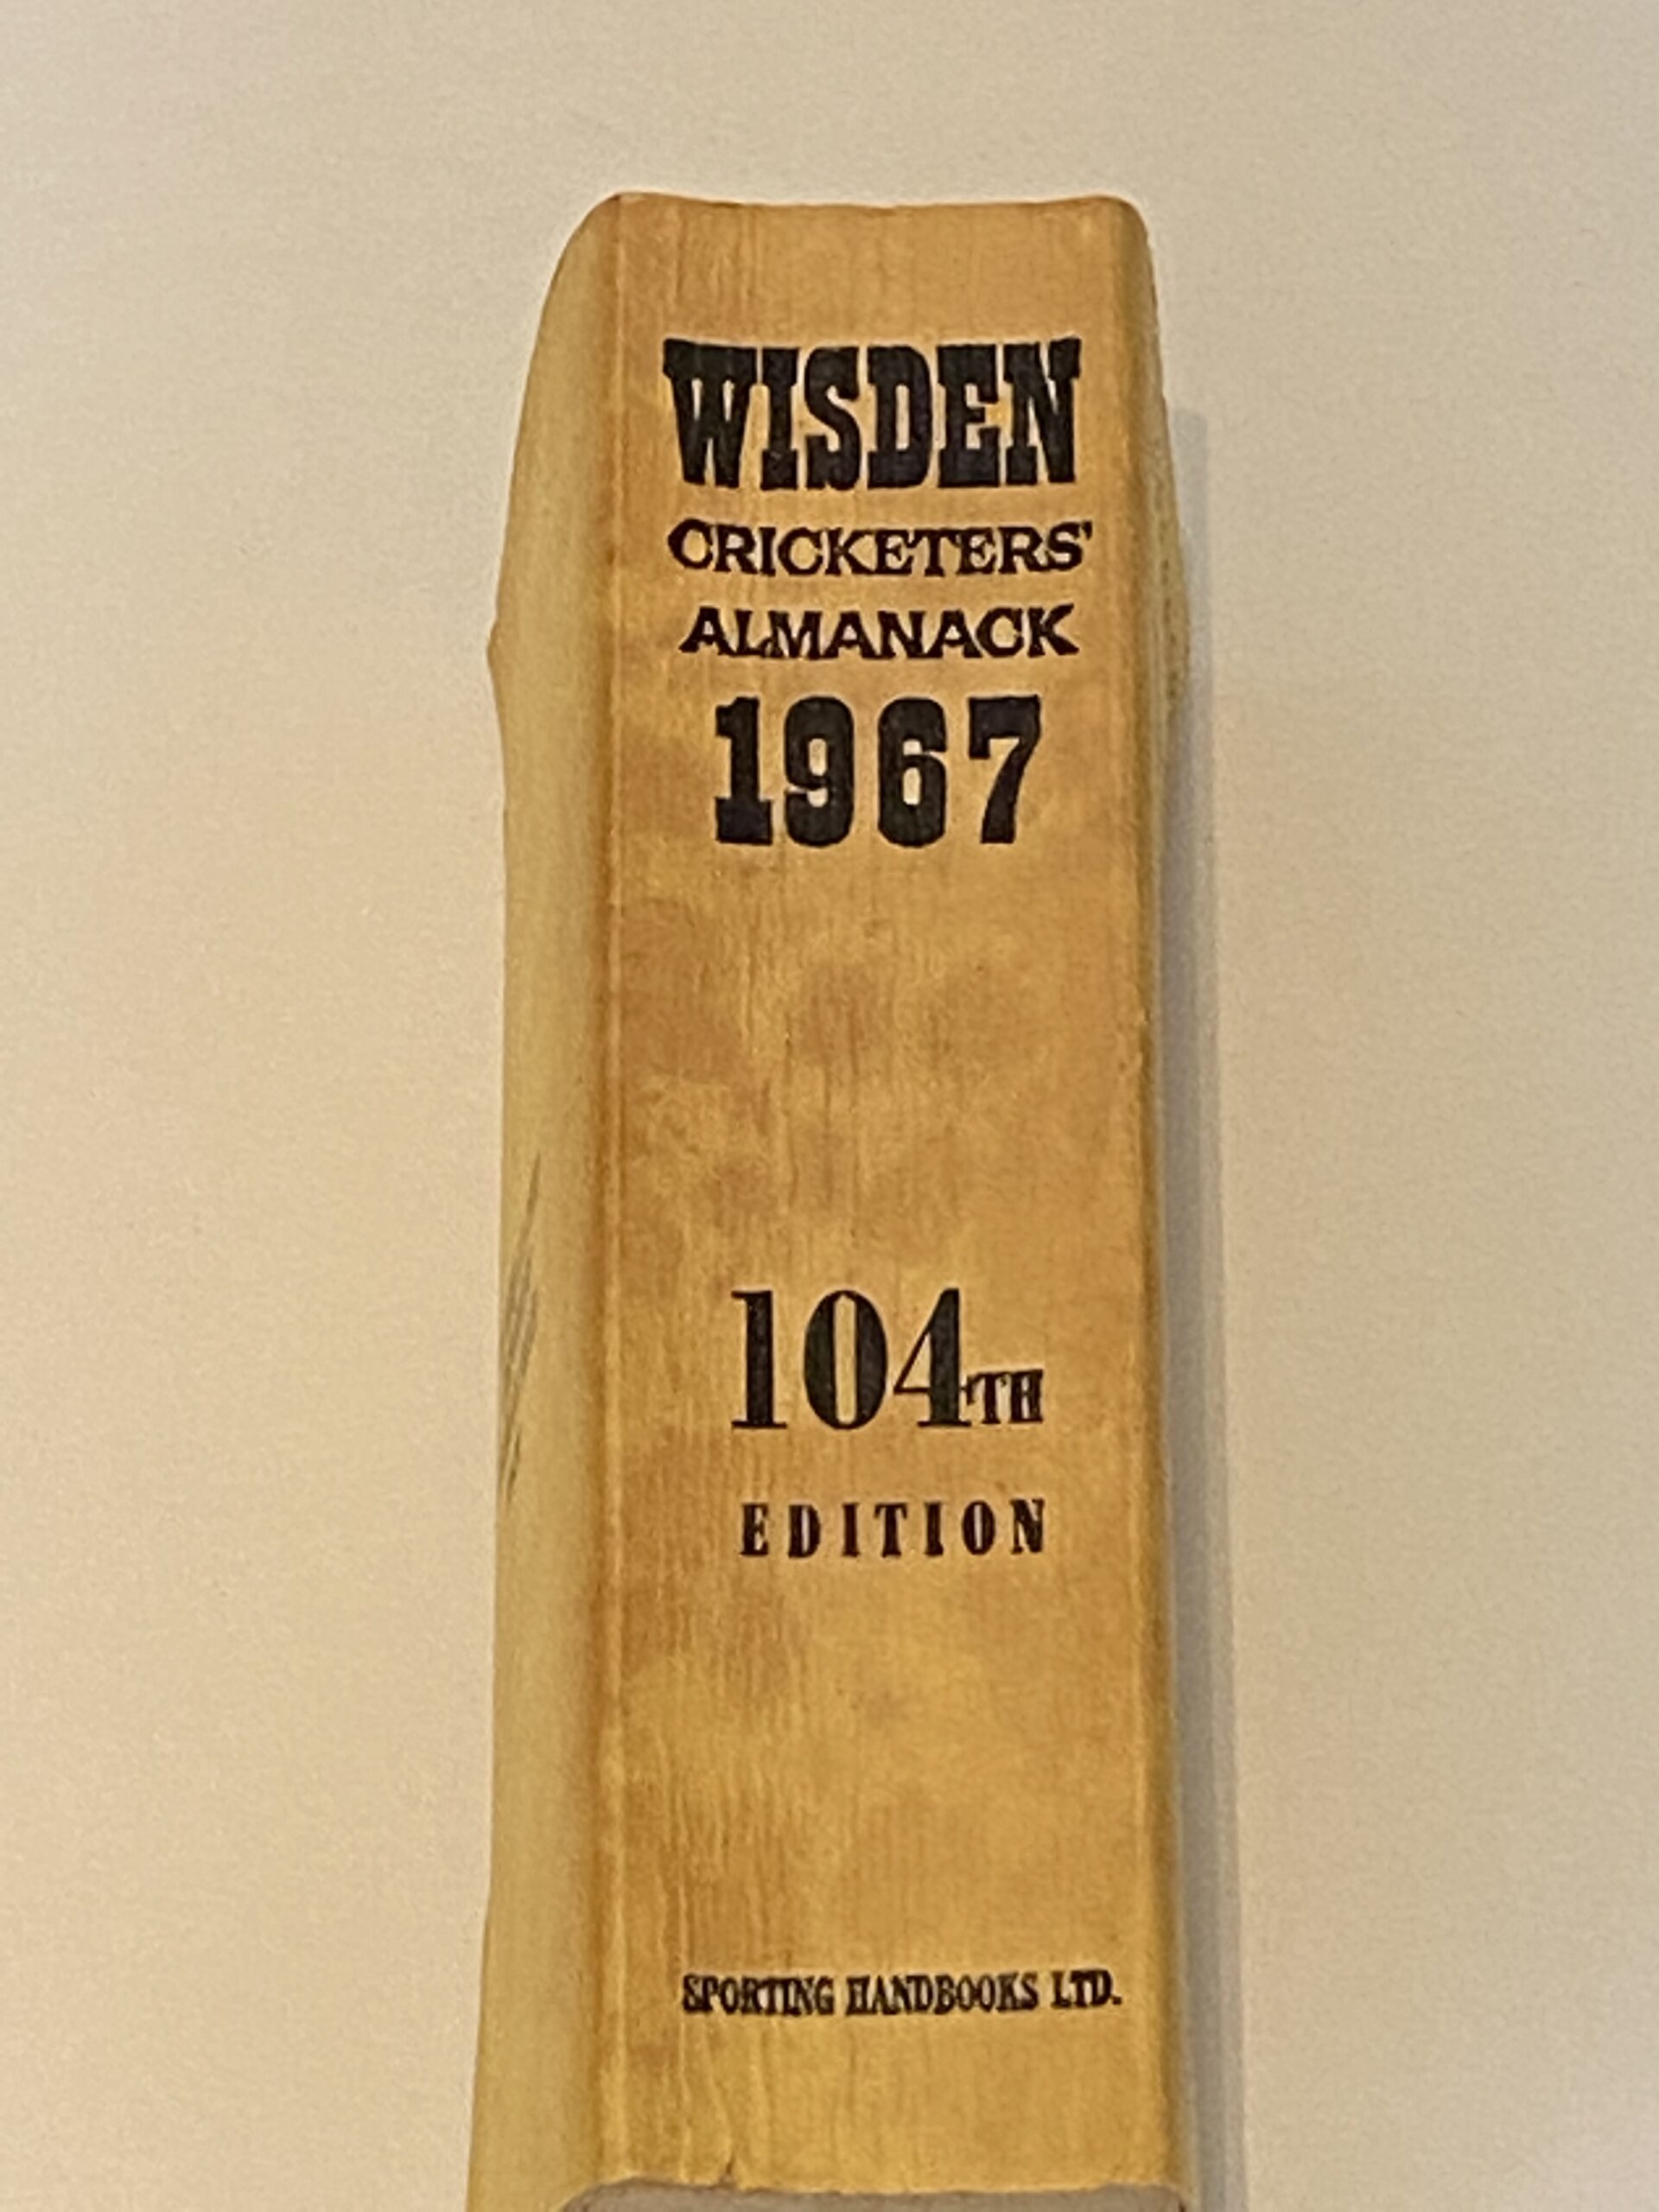 WISDEN
CRICKETERS'
ALMANACK
1967
104TH
EDITION
SPORTING HANDBOOKS LTD.